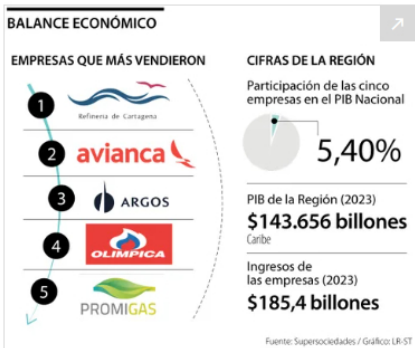 BALANCE ECONÓMICO
EMPRESAS QUE MÁS VENDIERON
1
Refinería de Cartagena
2
avianca
3
ARGOS
4
OLIMPICA
5
PROMIGAS
CIFRAS DE LA REGIÓN
Participación de las cinco
empresas en el PIB Nacional
5,40%
PIB de la Región (2023)
$143.656 billones
Caribe
Ingresos de
las empresas (2023)
$185,4 billones
Fuente: Supersociedades / Gráfico: LR-ST